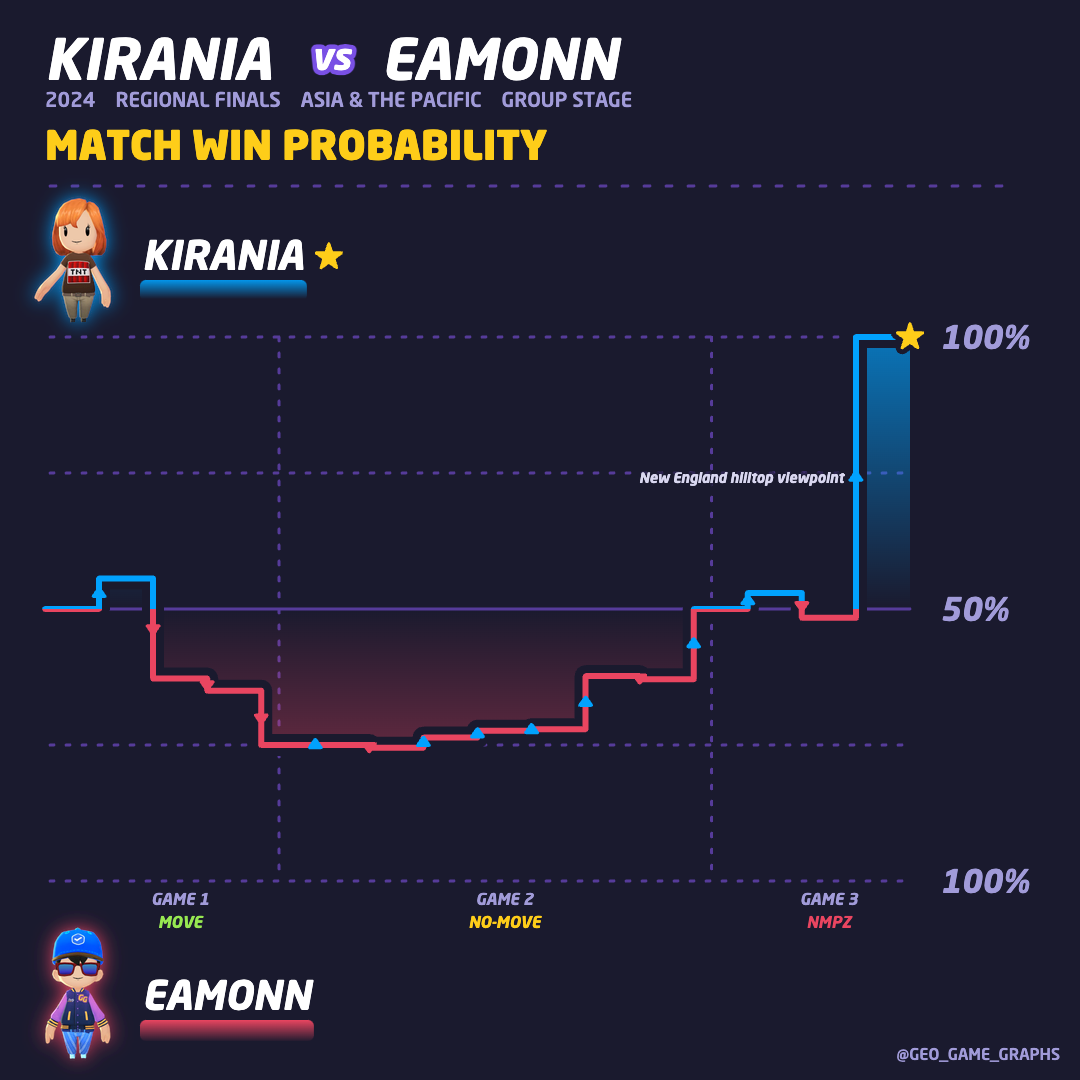 KIRANIA VS EAMONN
2024 REGIONAL FINALS ASIA & THE PACIFIC GROUP STAGE
MATCH WIN PROBABILITY
TNT
KIRANIA
100%
New England hilltop viewpoint
50%
100%
GAME 1 GAME 2 GAME 3
MOVE NO-MOVE NMPZ
EAMONN
@GEO_GAME_GRAPHS